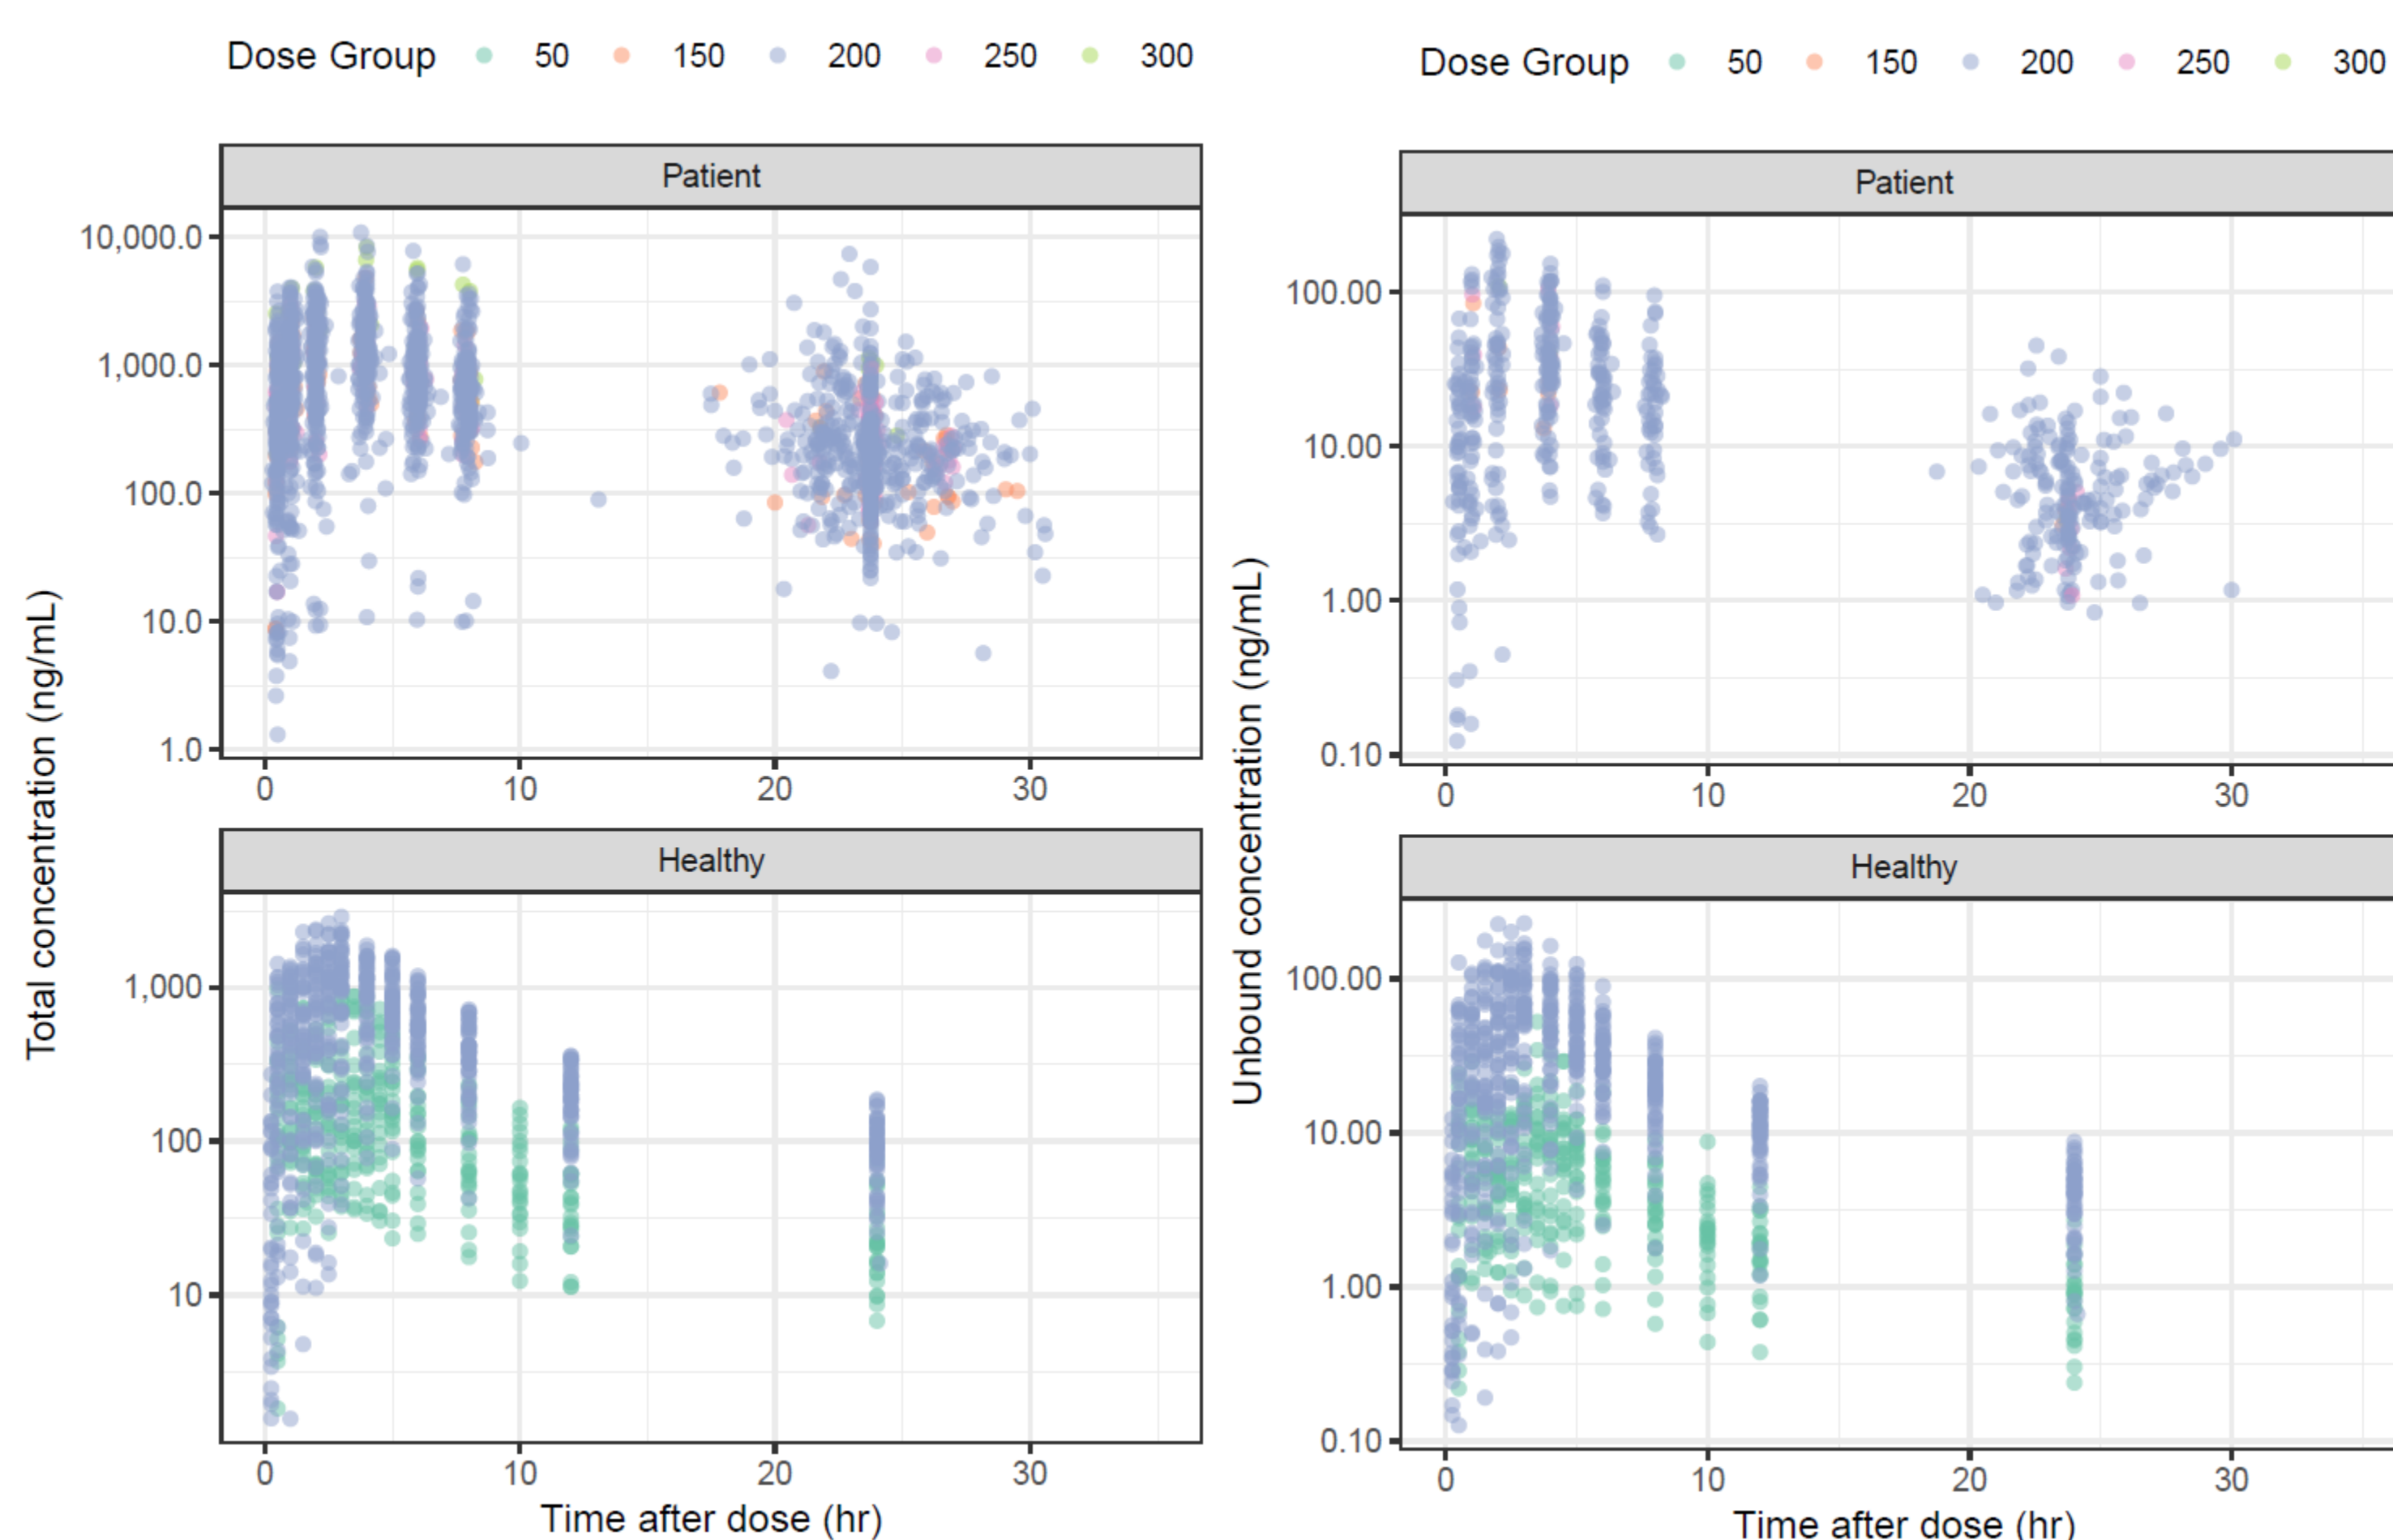 Dose Group 50 150 200 250 300
Total concentration (ng/mL)
Patient
10,000.0
1,000.0
100.0
10.0
1.0
0 10 20 30
Healthy
1,000
100
10
0 10 20 30
Time after dose (hr)
Dose Group 50 150 200 250 300
Unbound concentration (ng/mL)
Patient
100.00
10.00
1.00
0.10
0 10 20 30
Healthy
100.00
10.00
1.00
0.10
0 10 20 30
Time after dose (hr)